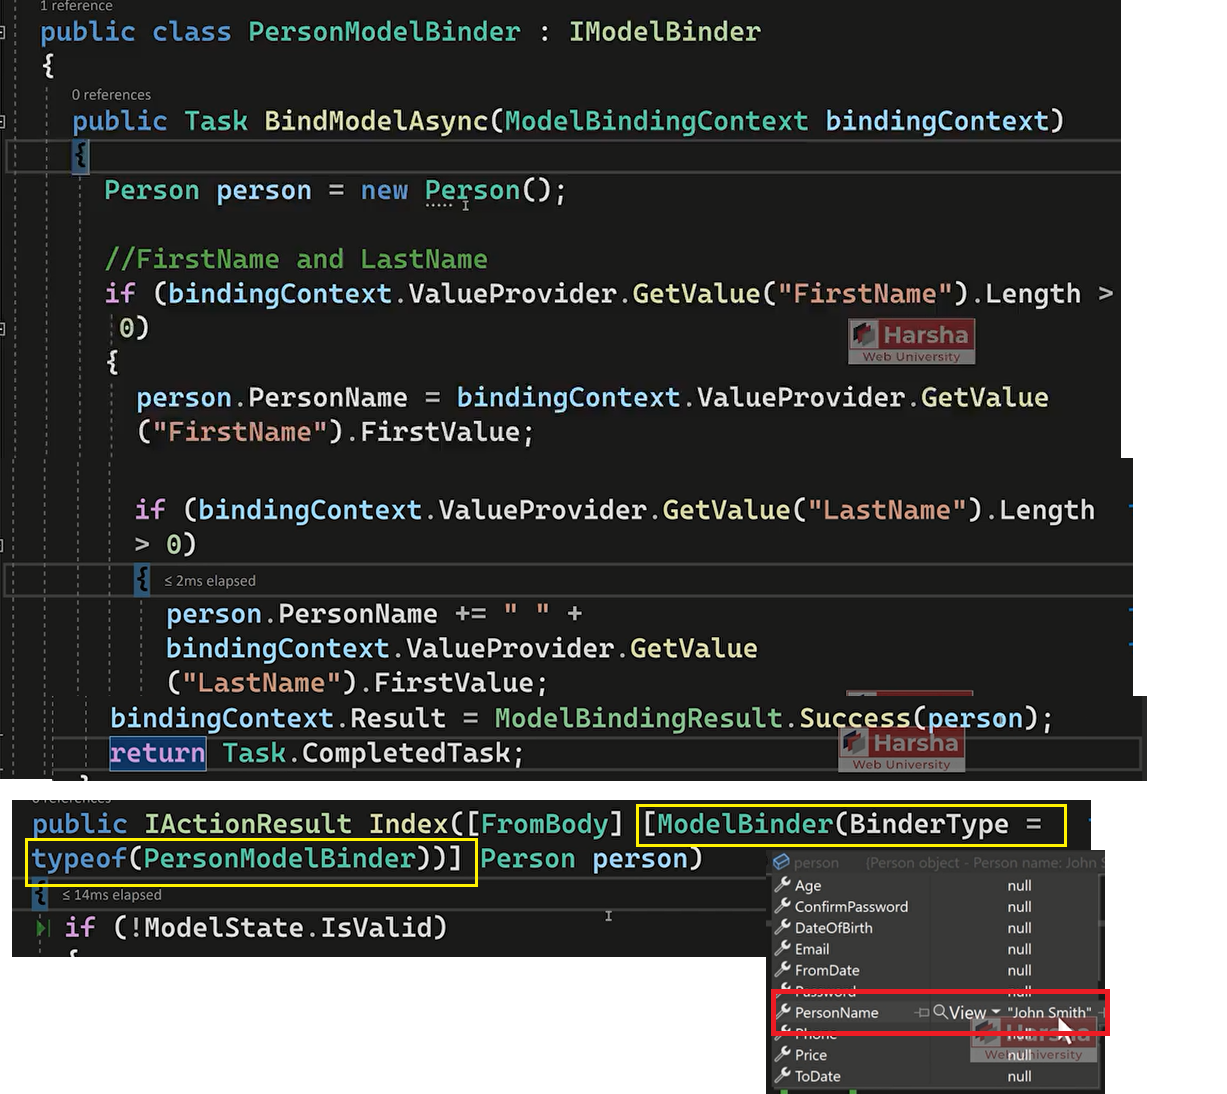 1 reference
public class PersonModelBinder : IModelBinder
{
0 references
public Task BindModelAsync(ModelBindingContext bindingContext)
{
Person person = new Person();
//FirstName and LastName
if (bindingContext.ValueProvider.GetValue("FirstName").Length >
0)
Harsha
Web University
{
person.PersonName = bindingContext.ValueProvider.GetValue
("FirstName").FirstValue;
if (bindingContext.ValueProvider.GetValue("LastName").Length
> 0)
{ ≤ 2ms elapsed
person.PersonName += " " +
bindingContext.ValueProvider.GetValue
("LastName").FirstValue;
bindingContext.Result = ModelBindingResult.Success(person);
return Task.CompletedTask;
Harsha
Web University
}
0 references
public IActionResult Index([FromBody] [ModelBinder(BinderType =
typeof(PersonModelBinder))] Person person)
{ ≤ 14ms elapsed
if (!ModelState.IsValid)
{
person {Person object - Person name: John S
Age null
ConfirmPassword null
DateOfBirth null
Email null
FromDate null
Password
PersonName View "John Smith"
Phone null
Harsha
Web University
Price null
ToDate null